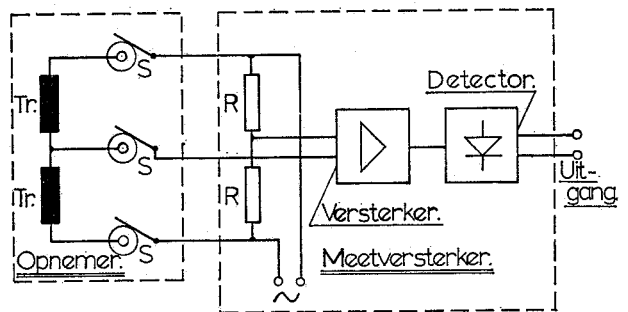 Tr.
Tr.
S
S
S
Opnemer.
R
R
Versterker.
Detector.
Uit-
gang.
Meetversterker.
~